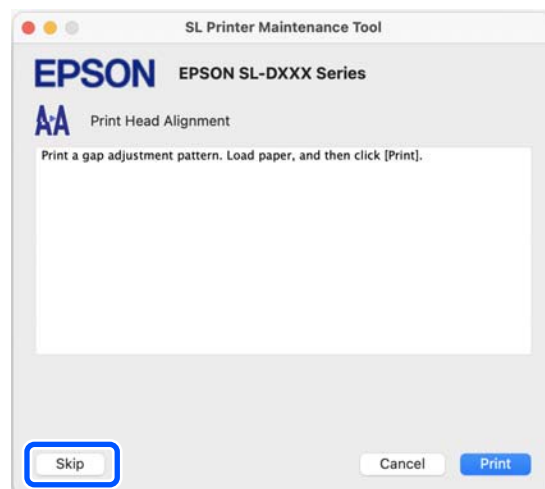 SL Printer Maintenance Tool
EPSON EPSON SL-DXXX Series
Print Head Alignment
Print a gap adjustment pattern. Load paper, and then click [Print].
Skip Cancel Print